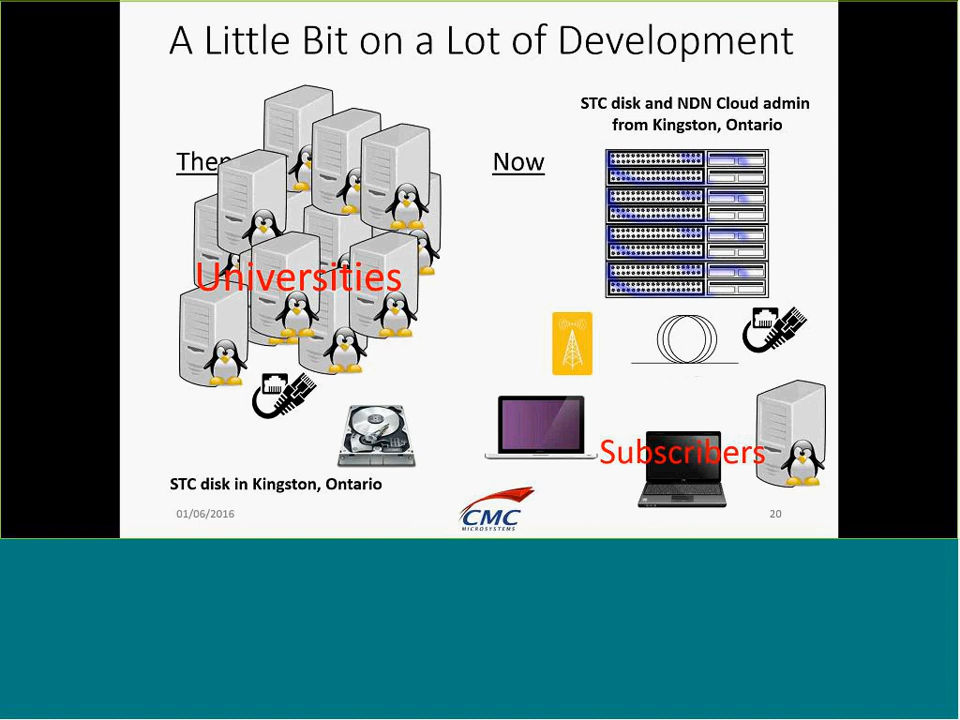 A Little Bit on a Lot of Development
STC disk and NDN Cloud admin
from Kingston, Ontario
Then
Now
Universities
Subscribers
STC disk in Kingston, Ontario
01/06/2016
CMC
MICROSYSTEMS
20